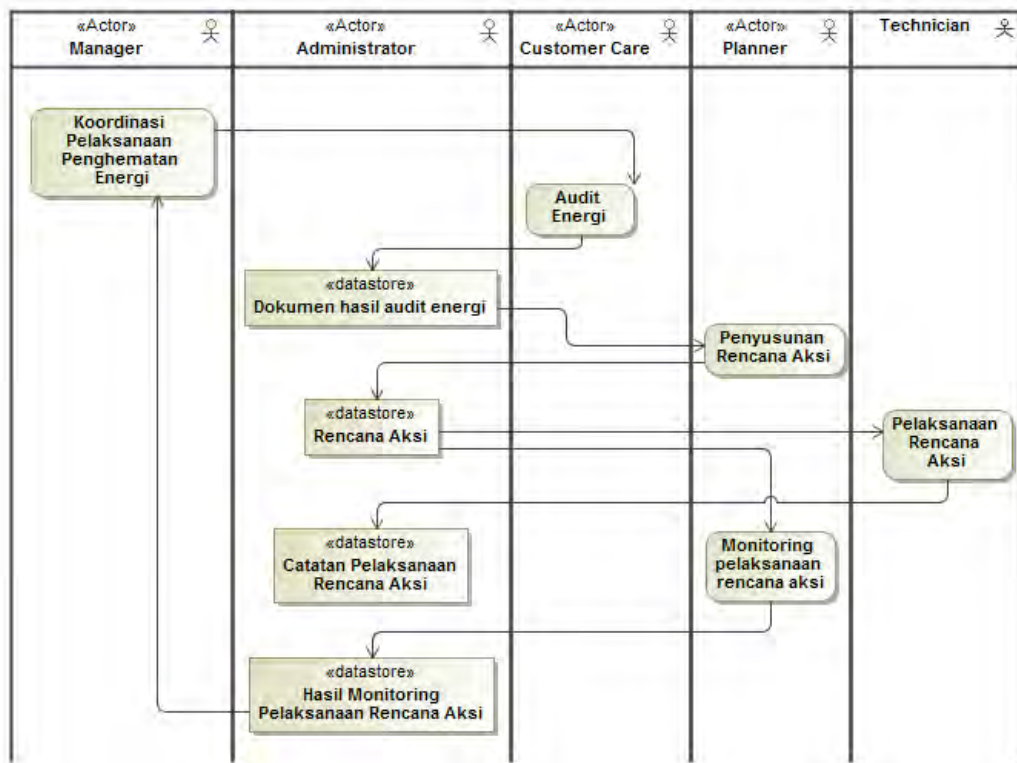 «Actor»
Manager
«Actor»
Administrator
«Actor»
Customer Care
«Actor»
Planner
Technician
Koordinasi
Pelaksanaan
Penghematan
Energi
Audit
Energi
«datastore»
Dokumen hasil audit energi
Penyusunan
Rencana Aksi
«datastore»
Rencana Aksi
Pelaksanaan
Rencana
Aksi
«datastore»
Catatan Pelaksanaan
Rencana Aksi
Monitoring
pelaksanaan
rencana aksi
«datastore»
Hasil Monitoring
Pelaksanaan Rencana Aksi